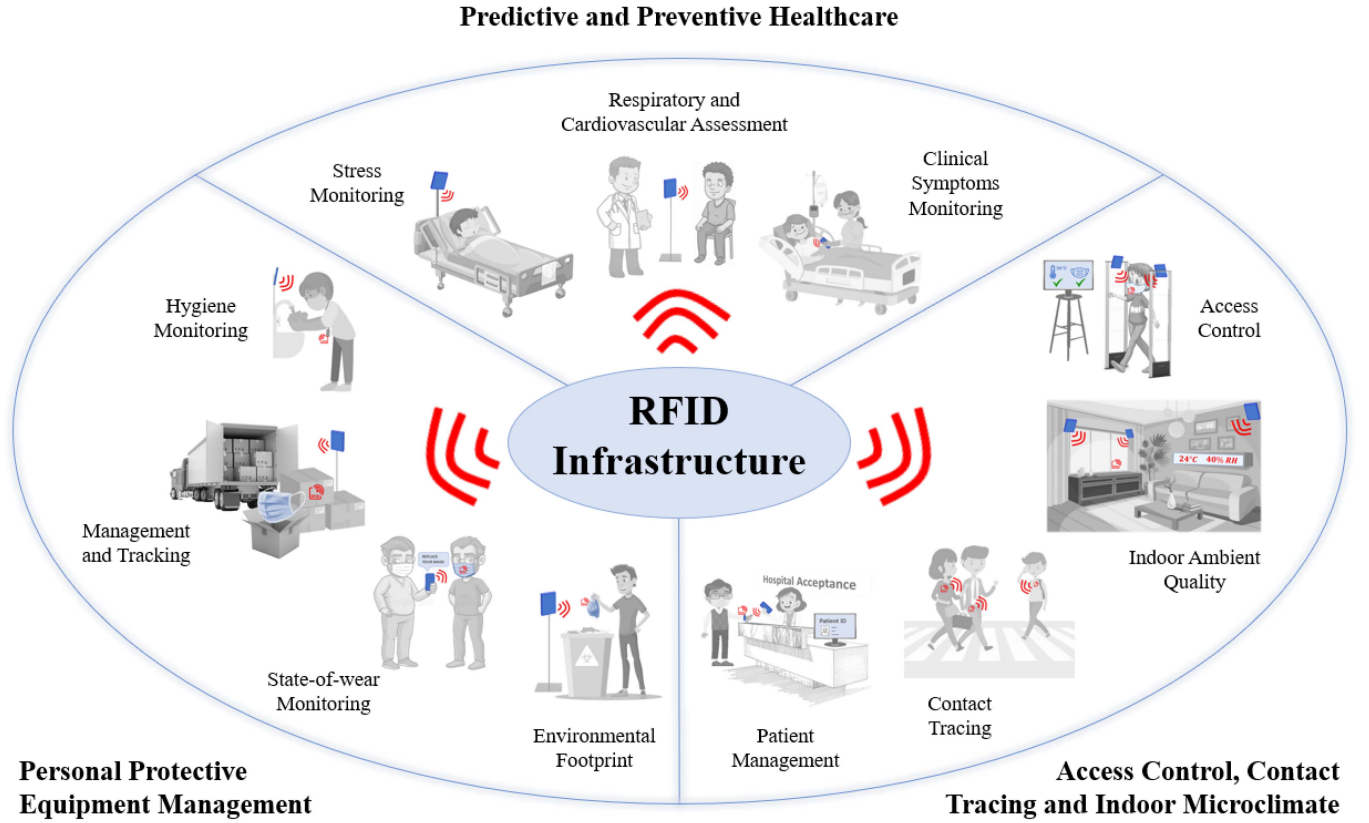 Predictive and Preventive Healthcare
Respiratory and
Cardiovascular Assessment
Stress
Monitoring
Clinical
Symptoms
Monitoring
Hygiene
Monitoring
Access
Control
RFID
Infrastructure
24°C 40% RH
Management
and Tracking
Indoor Ambient
Quality
REPLACE
YOUR MASK
Hospital Acceptance
Patient ID
State-of-wear
Monitoring
Contact
Tracing
Environmental
Footprint
Patient
Management
Personal Protective
Equipment Management
Access Control, Contact
Tracing and Indoor Microclimate